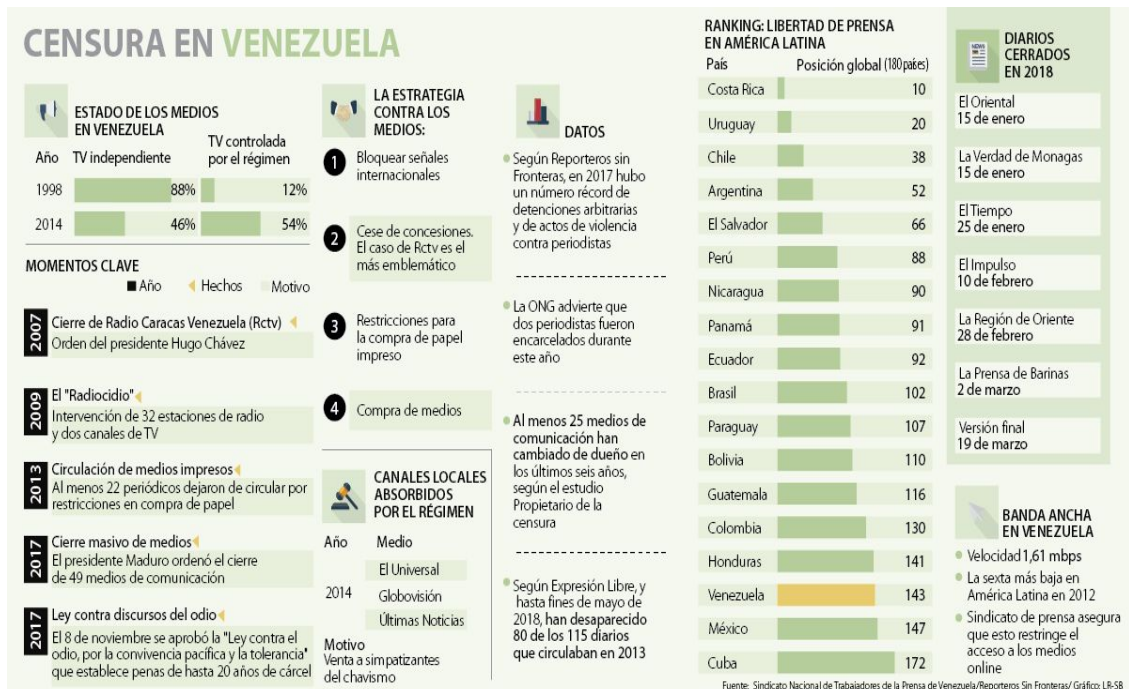 CENSURA EN VENEZUELA
ESTADO DE LOS MEDIOS
EN VENEZUELA
Año TV independiente TV controlada
por el régimen
1998 88% 12%
2014 46% 54%
MOMENTOS CLAVE
Año Hechos Motivo
2007
Cierre de Radio Caracas Venezuela (Rctv)
Orden del presidente Hugo Chávez
2009
El "Radiocidio"
Intervención de 32 estaciones de radio
y dos canales de TV
2013
Circulación de medios impresos
Al menos 22 periódicos dejaron de circular por
restricciones en compra de papel
2017
Cierre masivo de medios
El presidente Maduro ordenó el cierre
de 49 medios de comunicación
2017
Ley contra discursos del odio
El 8 de noviembre se aprobó la "Ley contra el
odio, por la convivencia pacífica y la tolerancia"
que establece penas de hasta 20 años de cárcel
LA ESTRATEGIA
CONTRA LOS
MEDIOS:
1 Bloquear señales
internacionales
2 Cese de concesiones.
El caso de Rctv es el
más emblemático
3 Restricciones para
la compra de papel
impreso
4 Compra de medios
CANALES LOCALES
ABSORBIDOS
POR EL RÉGIMEN
Año Medio
El Universal
2014 Globovisión
Últimas Noticias
Motivo
Venta a simpatizantes
del chavismo
DATOS
Según Reporteros sin
Fronteras, en 2017 hubo
un número récord de
detenciones arbitrarias
y de actos de violencia
contra periodistas
La ONG advierte que
dos periodistas fueron
encarcelados durante
este año
Al menos 25 medios de
comunicación han
cambiado de dueño en
los últimos seis años,
según el estudio
Propietario de la
censura
Según Expresión Libre, y
hasta fines de mayo de
2018, han desaparecido
80 de los 115 diarios
que circulaban en 2013
RANKING: LIBERTAD DE PRENSA
EN AMÉRICA LATINA
País Posición global (180 países)
Costa Rica 10
Uruguay 20
Chile 38
Argentina 52
El Salvador 66
Perú 88
Nicaragua 90
Panamá 91
Ecuador 92
Brasil 102
Paraguay 107
Bolivia 110
Guatemala 116
Colombia 130
Honduras 141
Venezuela 143
México 147
Cuba 172
NEWS
DIARIOS
CERRADOS
EN 2018
El Oriental
15 de enero
La Verdad de Monagas
15 de enero
El Tiempo
25 de enero
El Impulso
10 de febrero
La Región de Oriente
28 de febrero
La Prensa de Barinas
2 de marzo
Versión final
19 de marzo
BANDA ANCHA
EN VENEZUELA
Velocidad 1,61 mbps
La sexta más baja en
América Latina en 2012
Sindicato de prensa asegura
que esto restringe el
acceso a los medios
online
Fuente: Sindicato Nacional de Trabajadores de la Prensa de Venezuela/Reporteros Sin Fronteras/ Gráfico: LR-SB